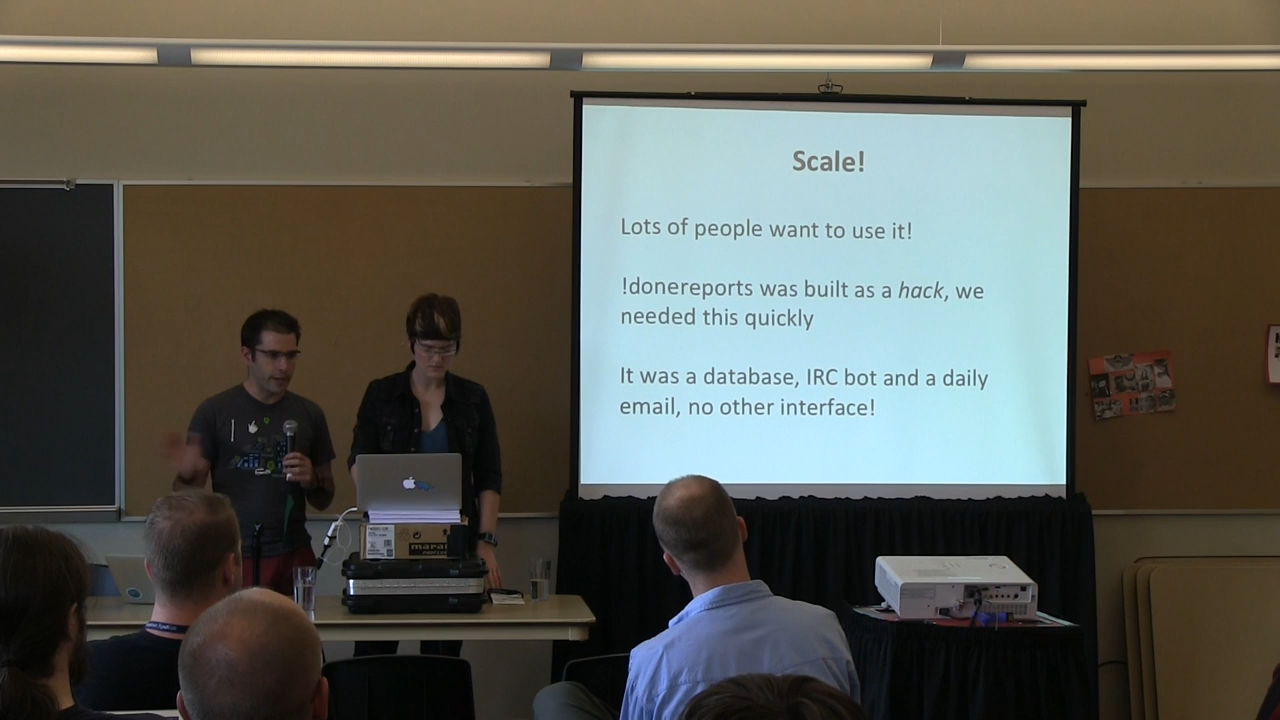 Scale!
Lots of people want to use it!
!donereports was built as a hack, we
needed this quickly
It was a database, IRC bot and a daily
email, no other interface!